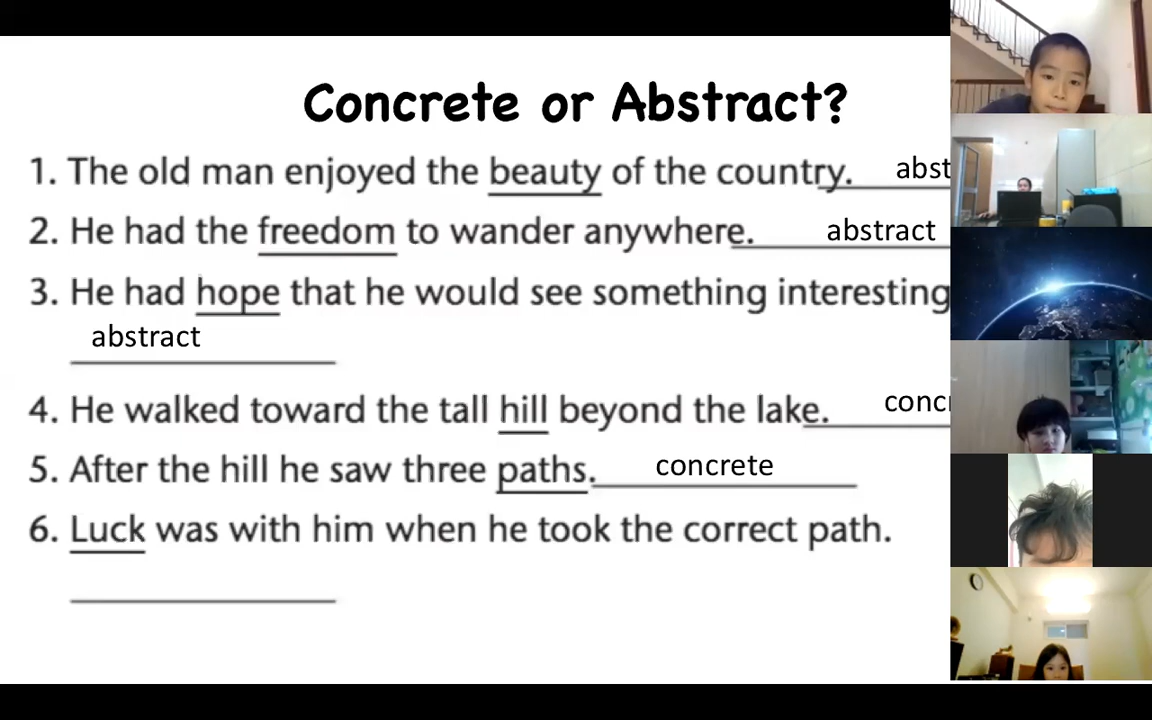 Concrete or Abstract?
1. The old man enjoyed the beauty of the country. abst
2. He had the freedom to wander anywhere. abstract
3. He had hope that he would see something interesting
abstract
4. He walked toward the tall hill beyond the lake. conc
5. After the hill he saw three paths. concrete
6. Luck was with him when he took the correct path.